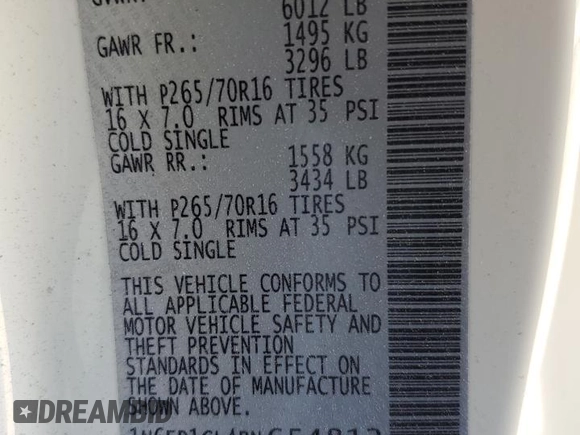 6012 LB
GAWR FR.: 1495 KG
3296 LB
WITH P265/70R16 TIRES
16 X 7.0 RIMS AT 35 PSI
COLD SINGLE
GAWR RR.: 1558 KG
3434 LB
WITH P265/70R16 TIRES
16 X 7.0 RIMS AT 35 PSI
COLD SINGLE
THIS VEHICLE CONFORMS TO
ALL APPLICABLE FEDERAL
MOTOR VEHICLE SAFETY AND
THEFT PREVENTION
STANDARDS IN EFFECT ON
THE DATE OF MANUFACTURE
SHOWN ABOVE.
DIRTYBIDS.COM